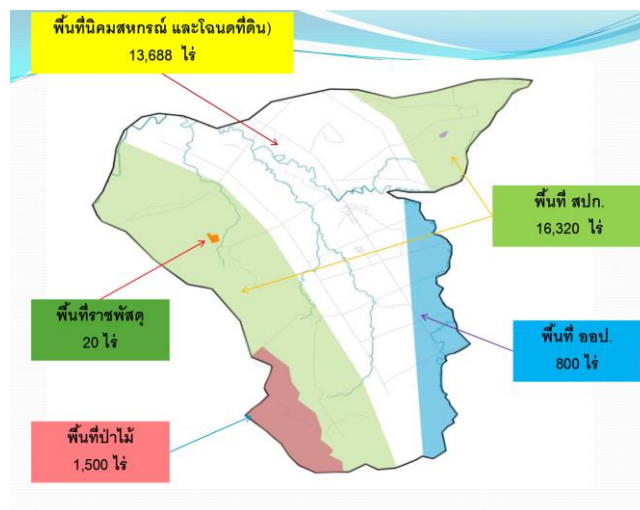 พื้นที่นิคมสหกรณ์ และโฉนดที่ดิน)
13,688 ไร่
พื้นที่ สปก.
16,320 ไร่
พื้นที่ราชพัสดุ
20 ไร่
พื้นที่ ออป.
800 ไร่
พื้นที่ป่าไม้
1,500 ไร่